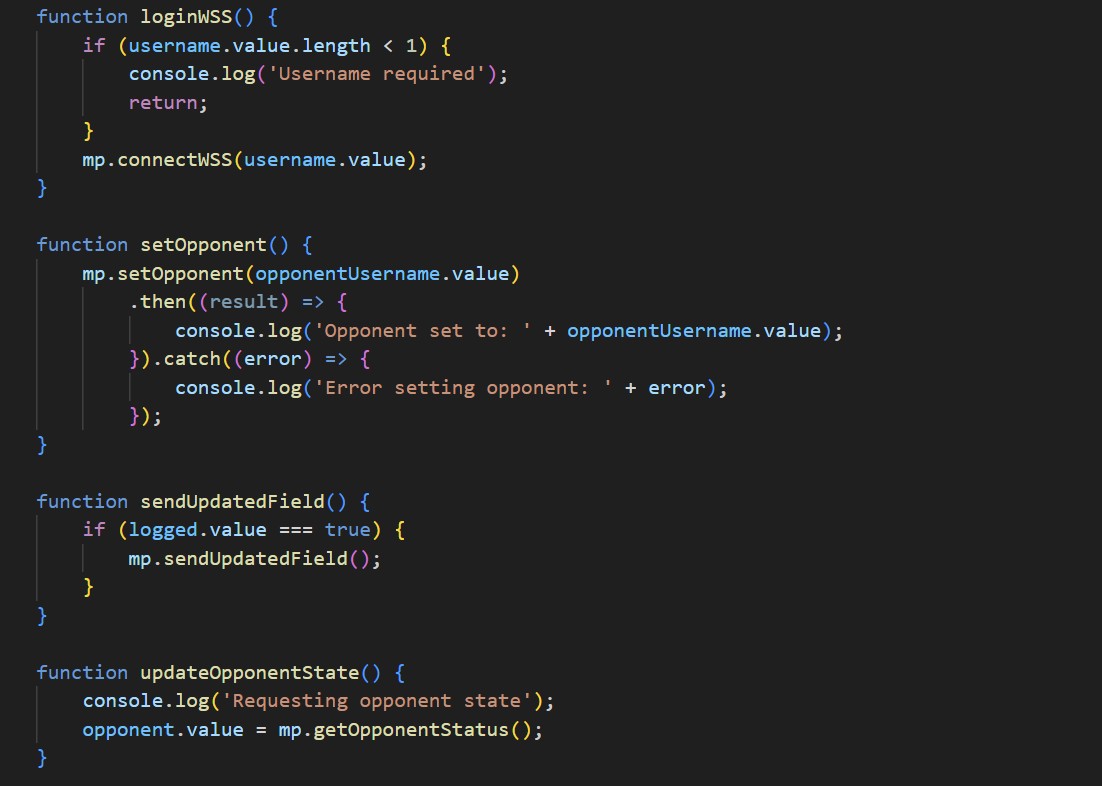 function loginWSS() {
    if (username.value.length < 1) {
        console.log('Username required');
        return;
    }
    mp.connectWSS(username.value);
}

function setOpponent() {
    mp.setOpponent(opponentUsername.value)
        .then((result) => {
            console.log('Opponent set to: ' + opponentUsername.value);
        }).catch((error) => {
            console.log('Error setting opponent: ' + error);
        });
}

function sendUpdatedField() {
    if (logged.value === true) {
        mp.sendUpdatedField();
    }
}

function updateOpponentState() {
    console.log('Requesting opponent state');
    opponent.value = mp.getOpponentStatus();
}